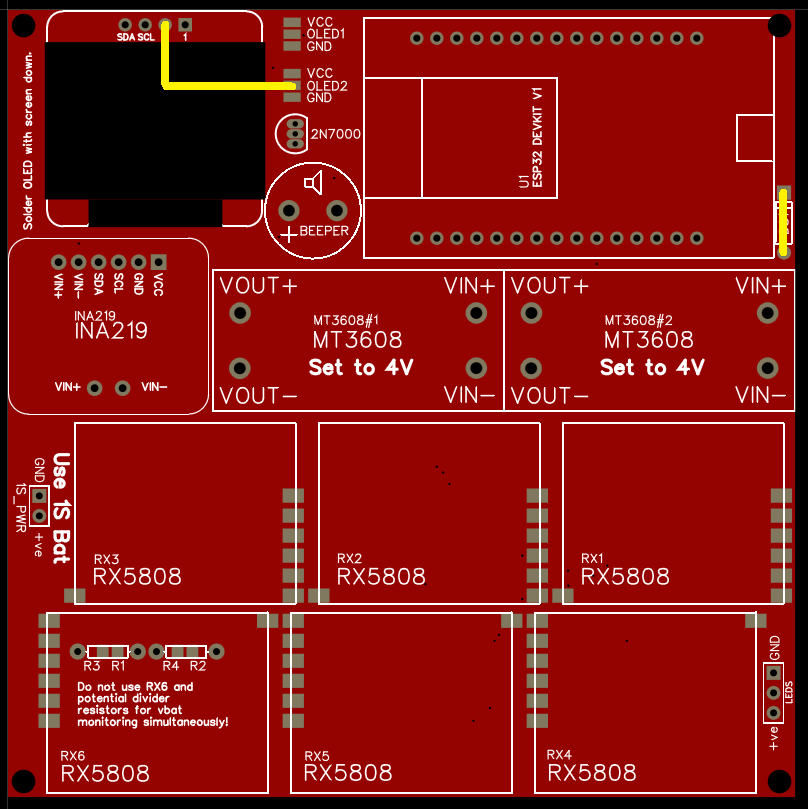 SDA SCL 1
VCC
OLED1
GND
VCC
OLED2
GND
2N7000
Solder OLED with screen down.
BEEPER
U1
ESP32 DEVKIT V1
VIN+ VIN- SDA SCL GND VCC
INA219
INA219
VIN+ VIN-
VOUT+ VIN+
MT3608#1
MT3608
Set to 4V
VOUT- VIN-
VOUT+ VIN+
MT3608#2
MT3608
Set to 4V
VOUT- VIN-
GND
1S_PWR
+ve
Use 1S Bat
RX3
RX5808
RX2
RX5808
RX1
RX5808
R3 R1 R4 R2
Do not use RX6 and
potential divider
resistors for vbat
monitoring simultaneously!
RX6
RX5808
RX5
RX5808
RX4
RX5808
GND
LEDS
+ve